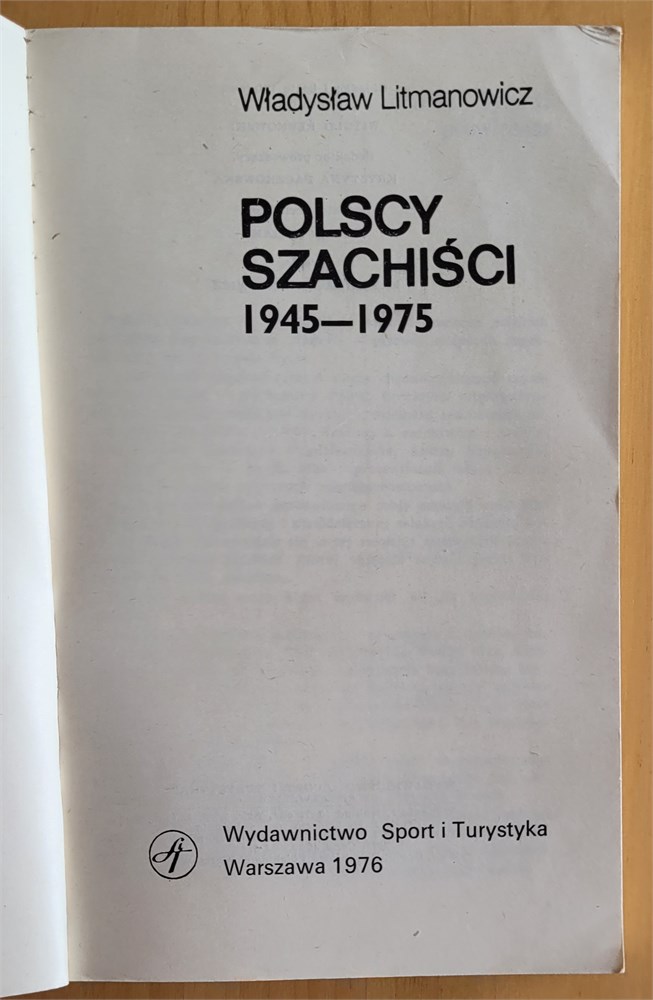 Władysław Litmanowicz
POLSCY
SZACHIŚCI
1945—1975
Wydawnictwo Sport i Turystyka
Warszawa 1976